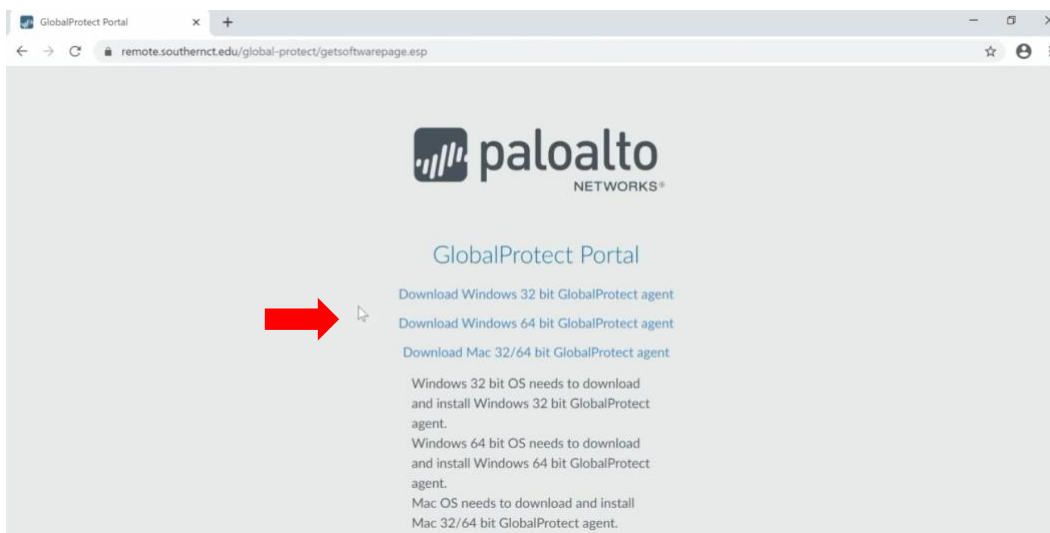 GlobalProtect Portal
remote.southernct.edu/global-protect/getsoftwarepage.esp
paloalto
NETWORKS®
GlobalProtect Portal
Download Windows 32 bit GlobalProtect agent
Download Windows 64 bit GlobalProtect agent
Download Mac 32/64 bit GlobalProtect agent
Windows 32 bit OS needs to download
and install Windows 32 bit GlobalProtect
agent.
Windows 64 bit OS needs to download
and install Windows 64 bit GlobalProtect
agent.
Mac OS needs to download and install
Mac 32/64 bit GlobalProtect agent.